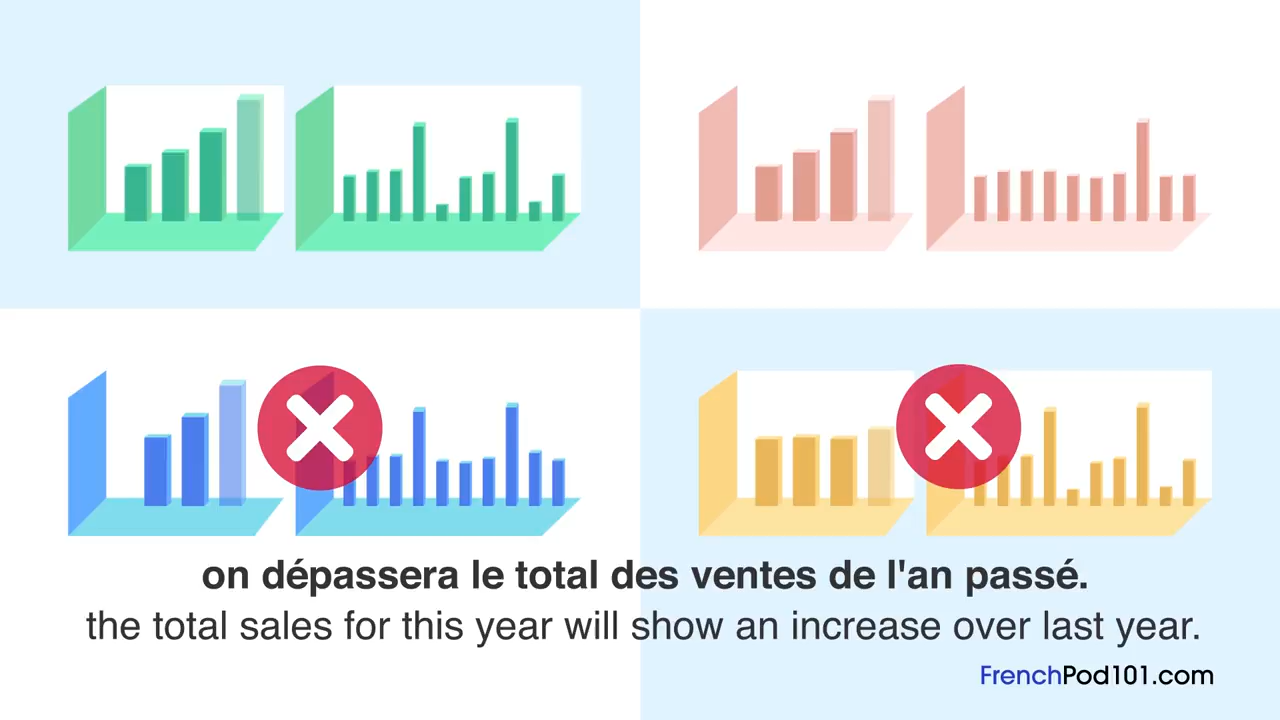 on dépassera le total des ventes de l'an passé.
the total sales for this year will show an increase over last year.
FrenchPod101.com